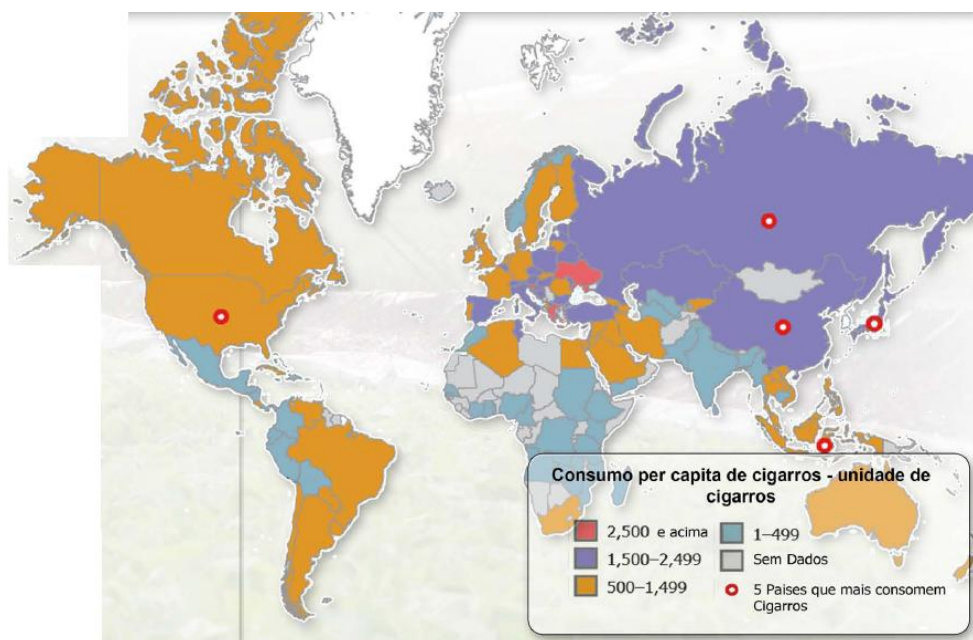 Consumo per capita de cigarros - unidade de
cigarros
2,500 e acima
1–499
1,500–2,499
Sem Dados
500–1,499
5 Paises que mais consomem
Cigarros